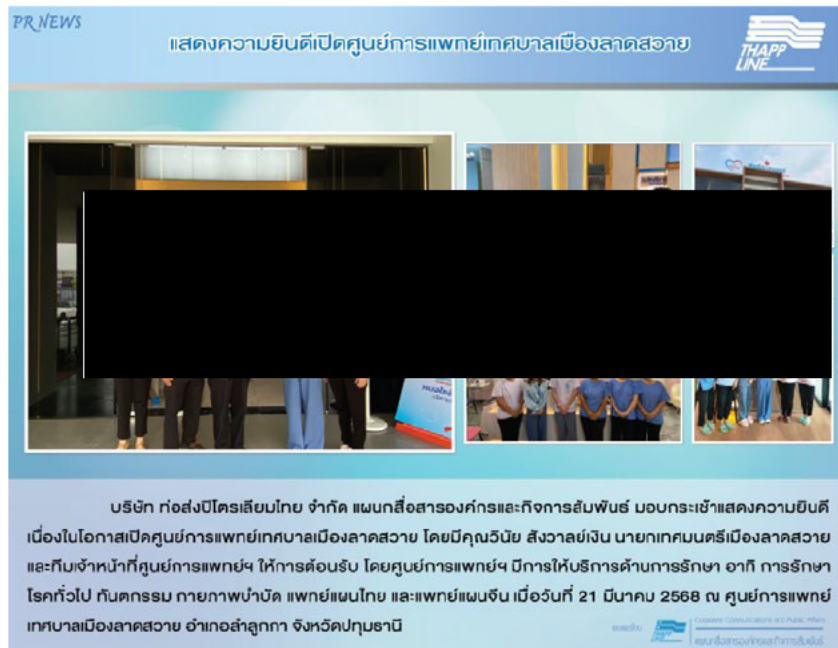 PR NEWS
แสดงความยินดีเปิดศูนย์การแพทย์เทศบาลเมืองลาดสวาย
THAPP
LINE
บริษัท ท่อส่งปิโตรเลียมไทย จำกัด แผนกสื่อสารองค์กรและกิจการสัมพันธ์ มอบกระเช้าแสดงความยินดี
เนื่องในโอกาสเปิดศูนย์การแพทย์เทศบาลเมืองลาดสวาย โดยมีคุณวินัย สังวาลย์เงิน นายกเทศมนตรีเมืองลาดสวาย
และทีมเจ้าหน้าที่ศูนย์การแพทย์ฯ ให้การต้อนรับ โดยศูนย์การแพทย์ฯ มีการให้บริการด้านการรักษา อาทิ การรักษา
โรคทั่วไป ทันตกรรม กายภาพบำบัด แพทย์แผนไทย และแพทย์แผนจีน เมื่อวันที่ 21 มีนาคม 2568 ณ ศูนย์การแพทย์
เทศบาลเมืองลาดสวาย อำเภอลำลูกกา จังหวัดปทุมธานี
THAPP
LINE
Corporate Communications and Public Affairs
แผนกสื่อสารองค์กรและกิจการสัมพันธ์